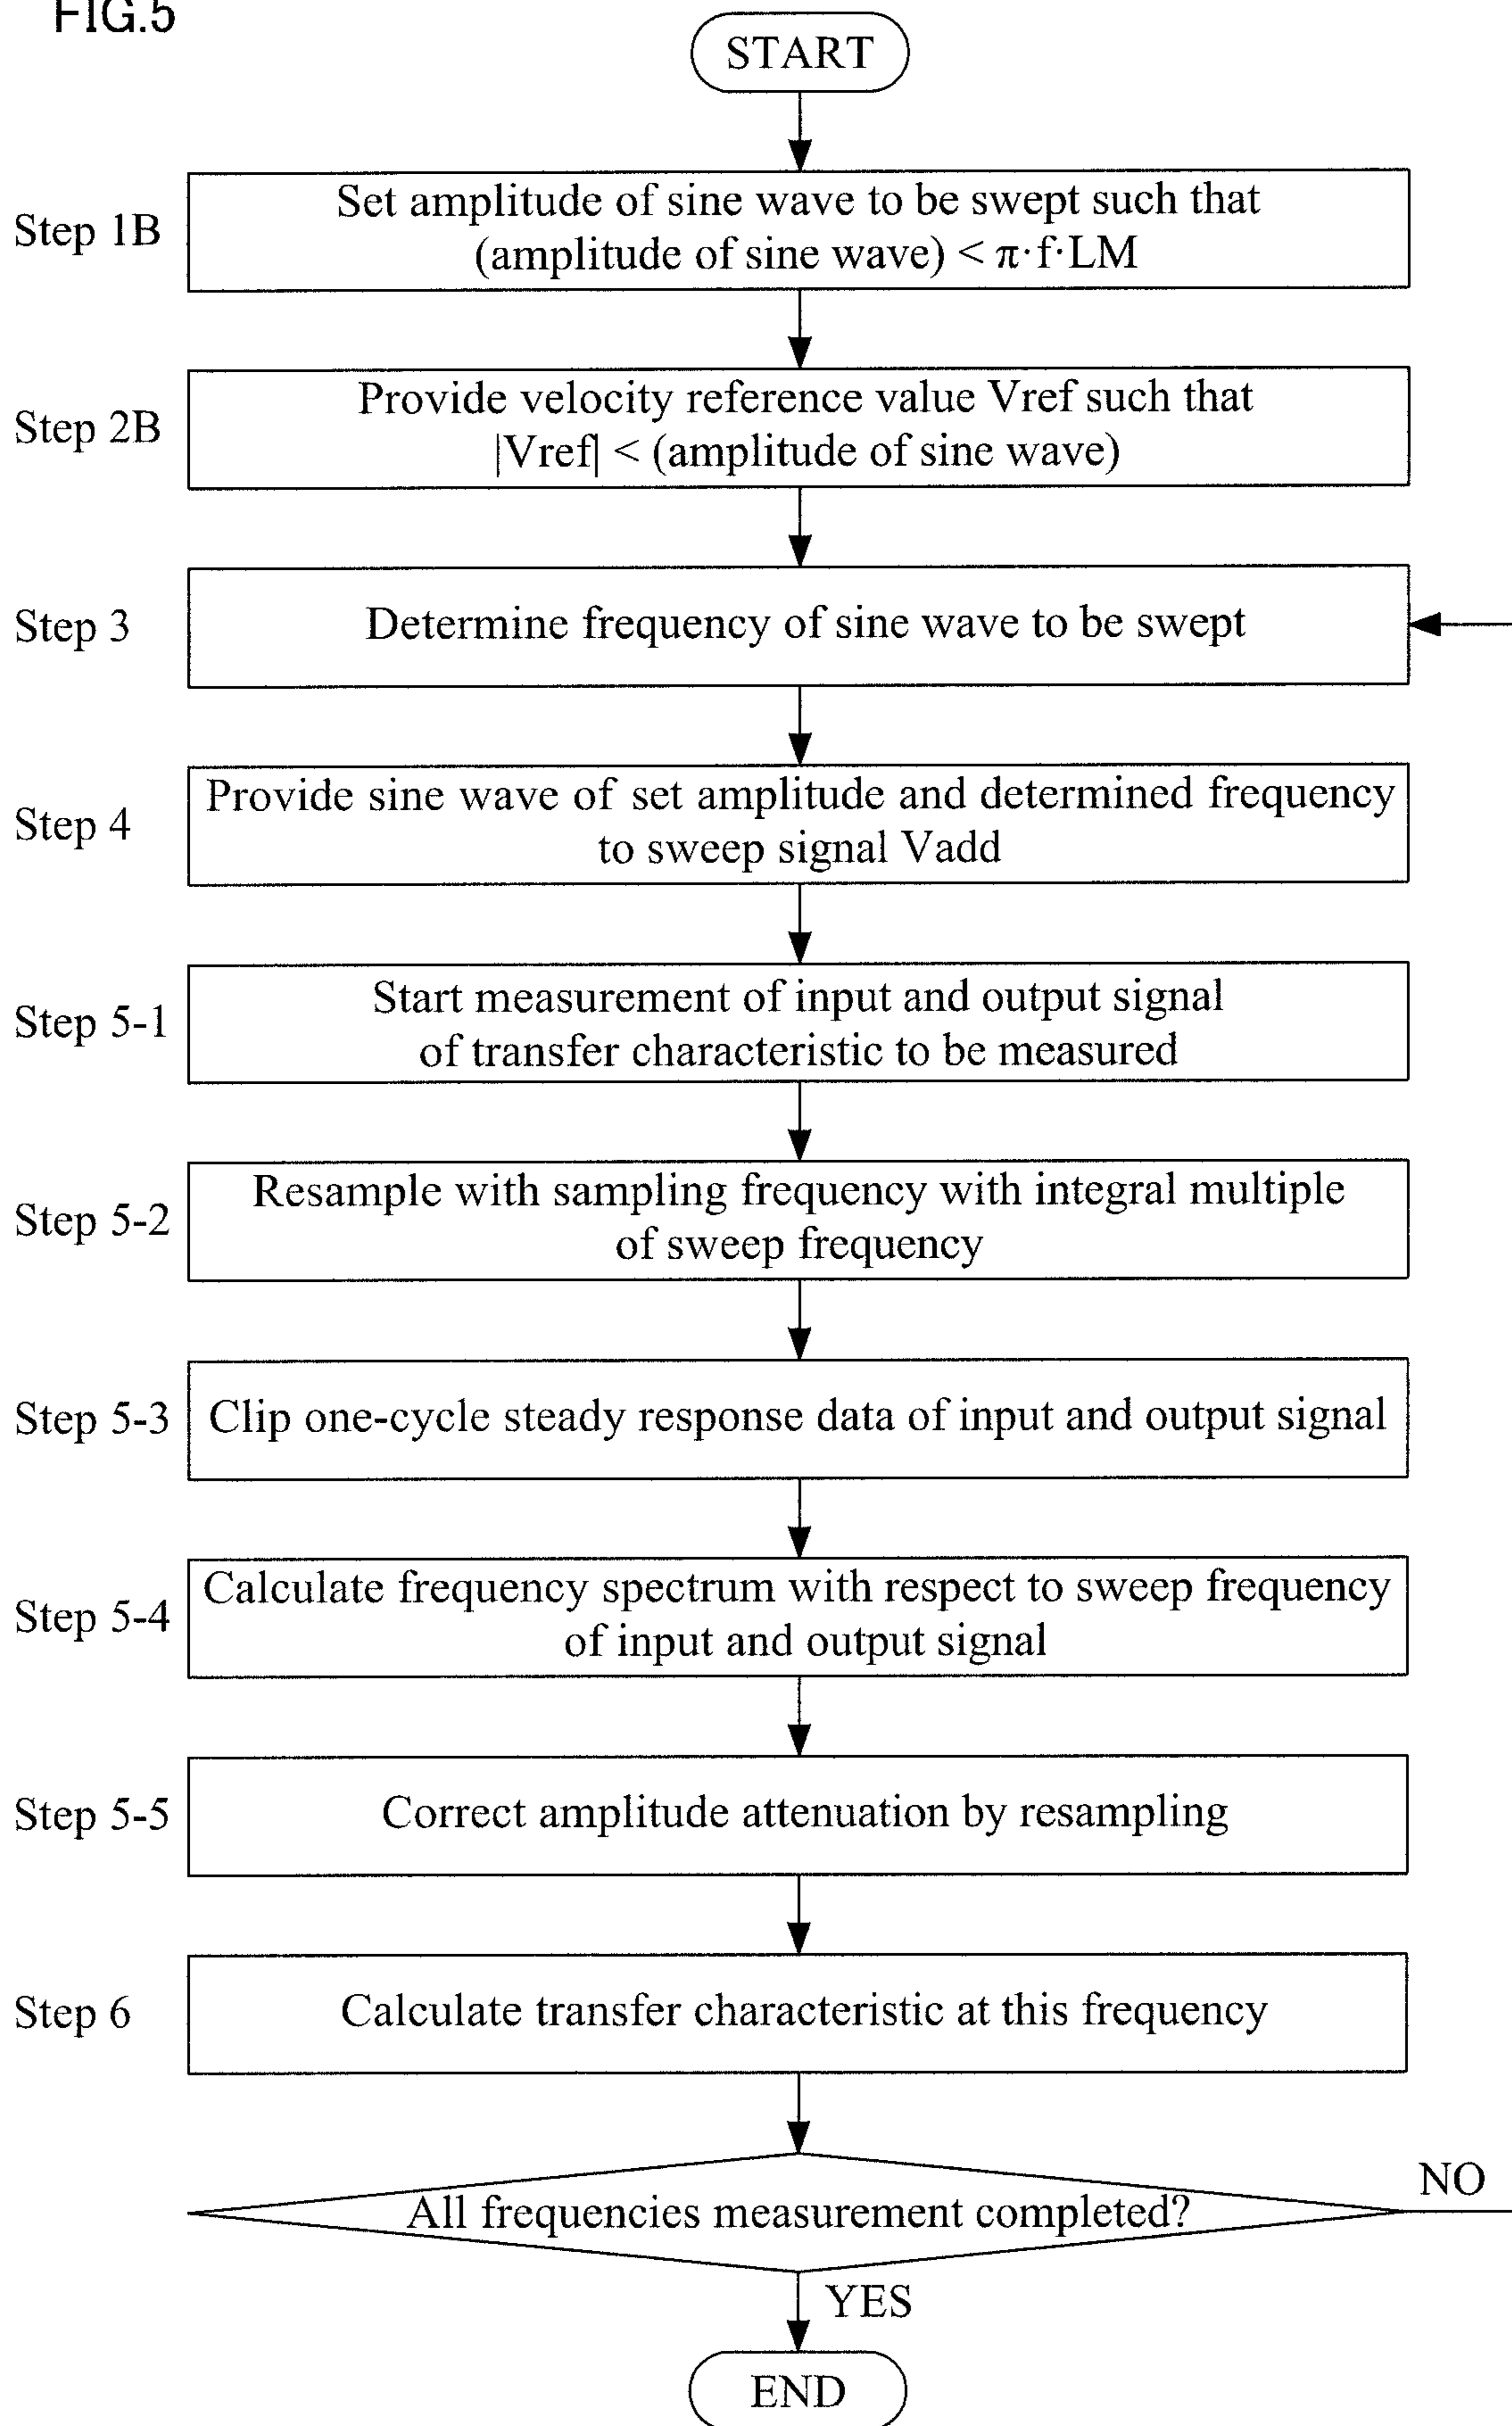 FIG.5
START
Step 1B
Set amplitude of sine wave to be swept such that
(amplitude of sine wave) < π·f·LM
Step 2B
Provide velocity reference value Vref such that
|Vref| < (amplitude of sine wave)
Step 3
Determine frequency of sine wave to be swept
Step 4
Provide sine wave of set amplitude and determined frequency
to sweep signal Vadd
Step 5-1
Start measurement of input and output signal
of transfer characteristic to be measured
Step 5-2
Resample with sampling frequency with integral multiple
of sweep frequency
Step 5-3
Clip one-cycle steady response data of input and output signal
Step 5-4
Calculate frequency spectrum with respect to sweep frequency
of input and output signal
Step 5-5
Correct amplitude attenuation by resampling
Step 6
Calculate transfer characteristic at this frequency
All frequencies measurement completed?
NO
YES
END